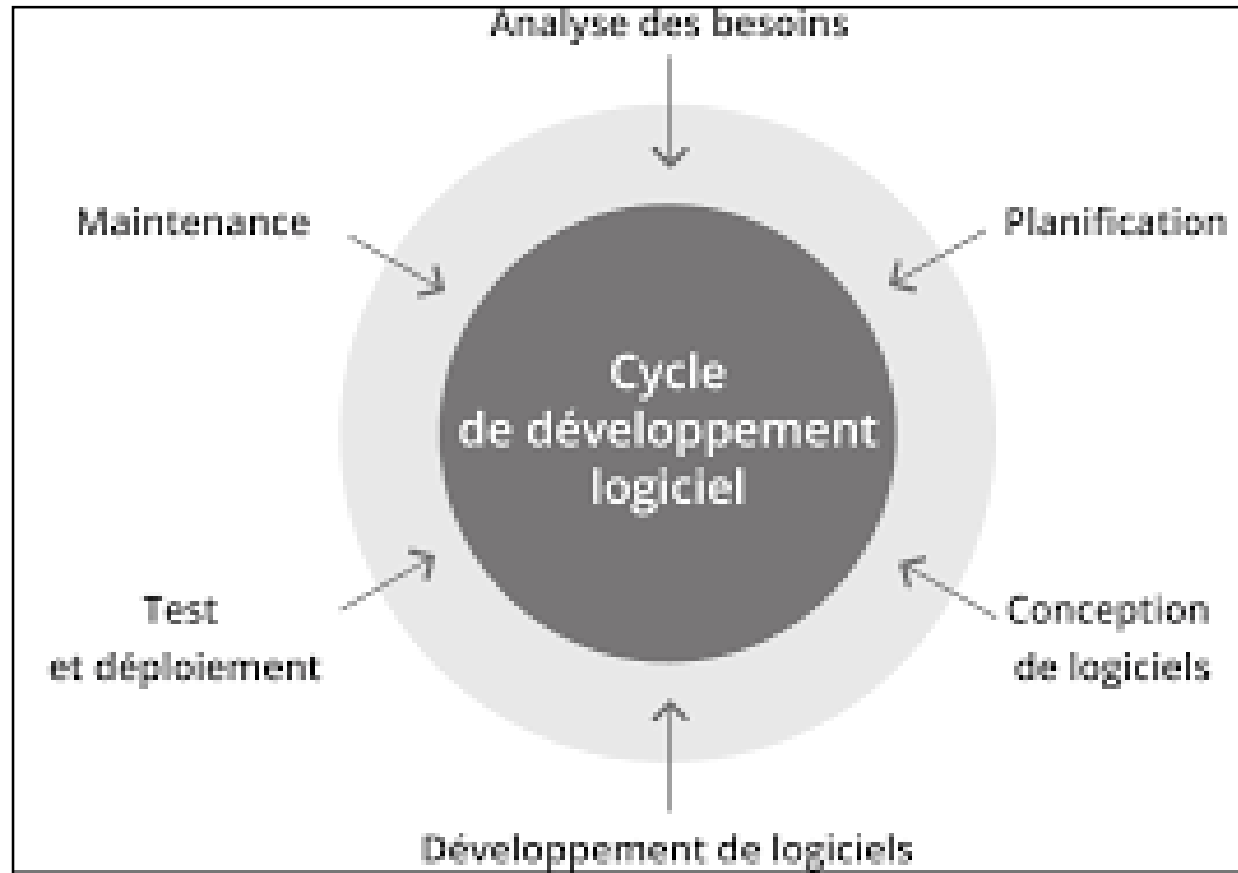 Analyse des besoins
Maintenance
Planification
Cycle
de développement
logiciel
Test
et déploiement
Conception
de logiciels
Développement de logiciels